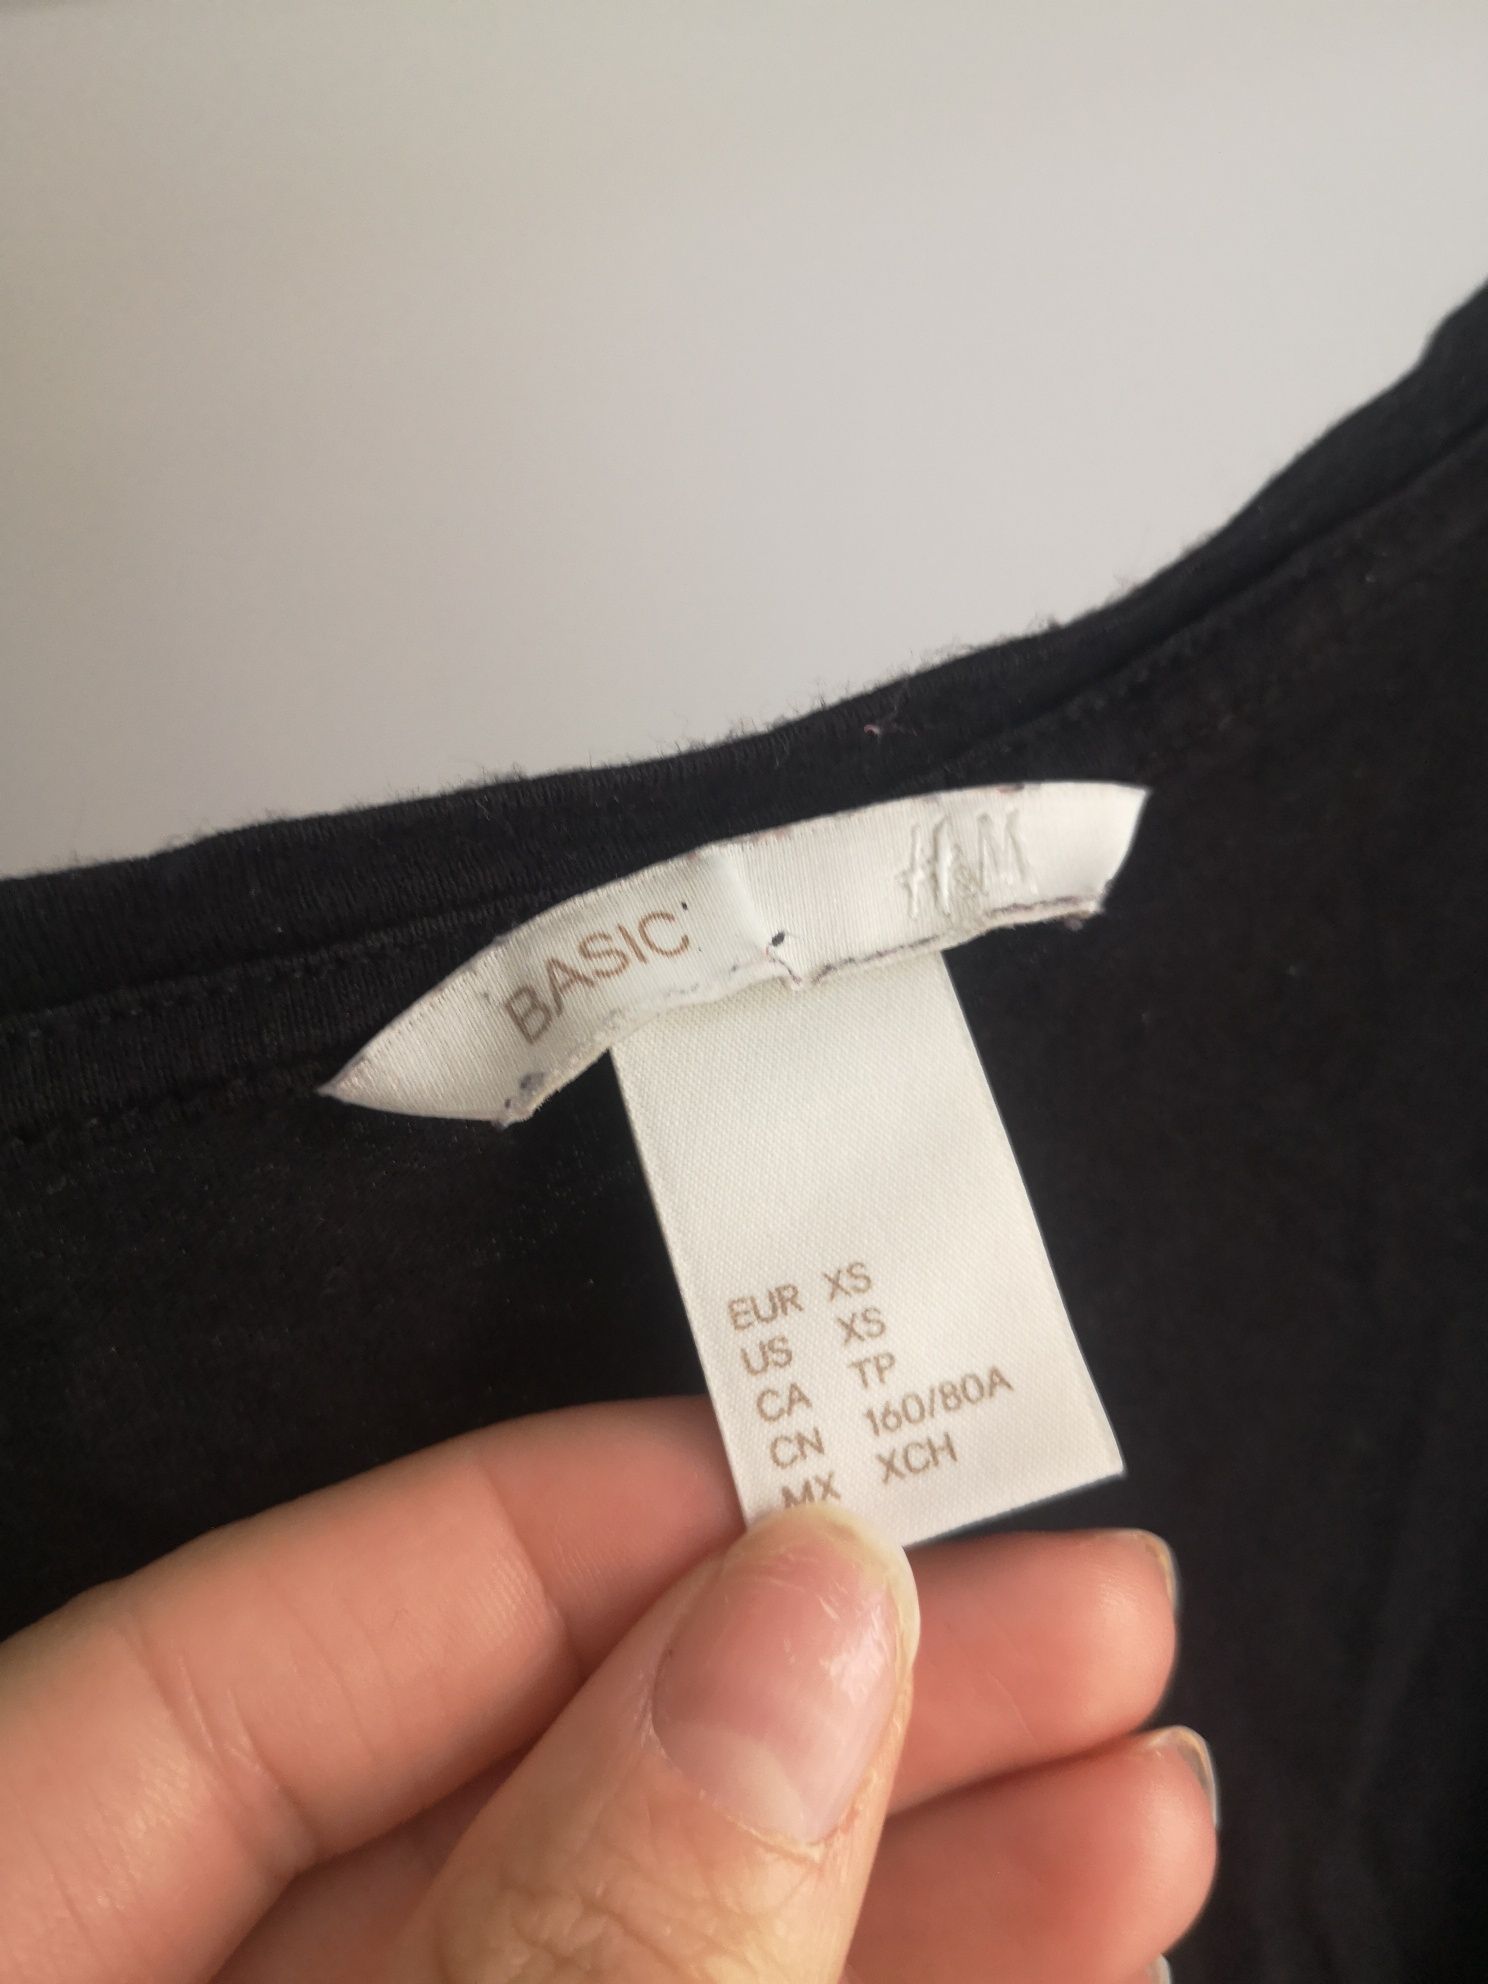 BASIC
H&M
EUR XS
US XS
CA TP
CN 160/80A
MX XCH